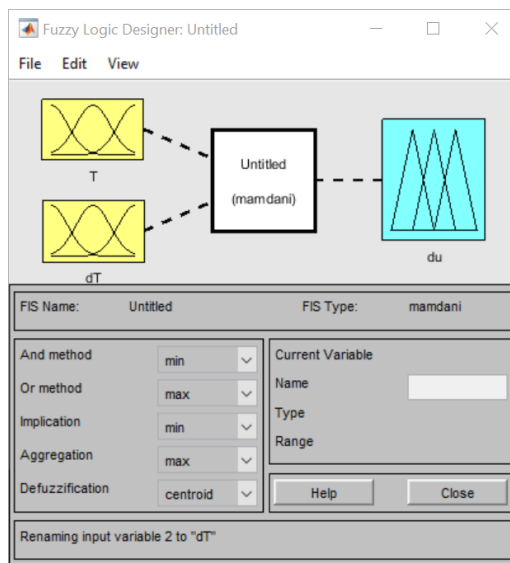 Fuzzy Logic Designer: Untitled
File Edit View
T
dT
Untitled
(mamdani)
du
FIS Name: Untitled FIS Type: mamdani
And method min
Or method max
Implication min
Aggregation max
Defuzzification centroid
Current Variable
Name
Type
Range
Help Close
Renaming input variable 2 to "dT"